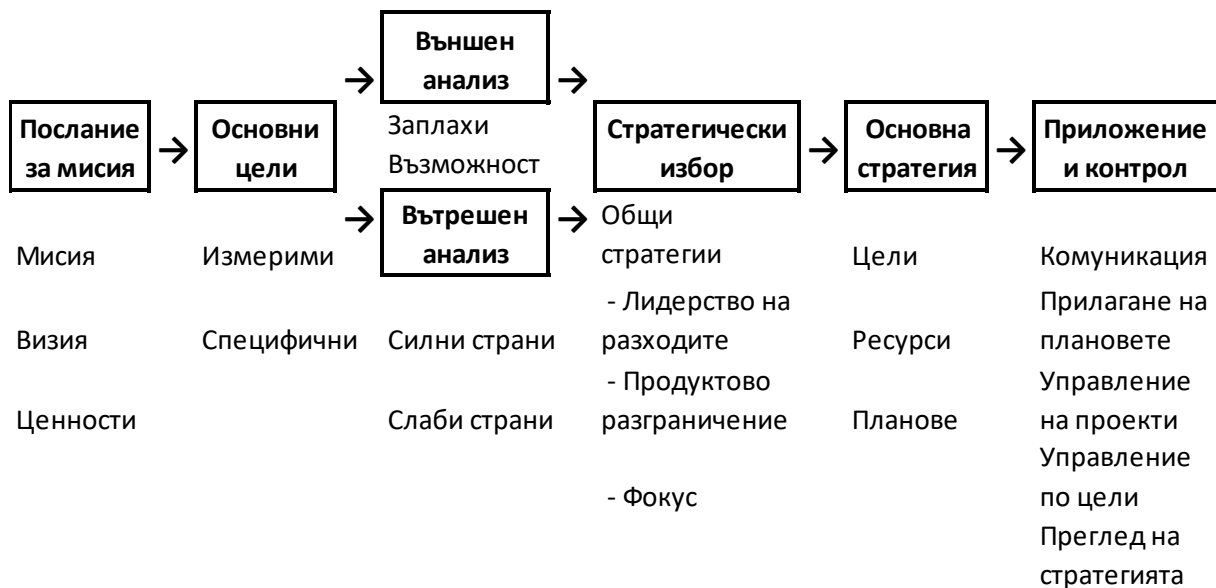 Външен
анализ
Послание
за мисия
Основни
цели
Заплахи
Възможност
Стратегически
избор
Основна
стратегия
Приложение
и контрол
Вътрешен
анализ
Мисия
Визия
Ценности
Измерими
Специфични
Силни страни
Слаби страни
Общи
стратегии
- Лидерство на
разходите
- Продуктово
разграничение
- Фокус
Цели
Ресурси
Планове
Комуникация
Прилагане на
плановете
Управление
на проекти
Управление
по цели
Преглед на
стратегията